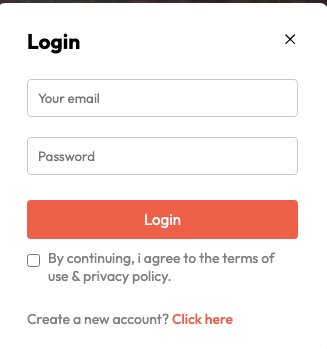 Login
Your email
Password
Login
By continuing, i agree to the terms of
use & privacy policy.
Create a new account? Click here